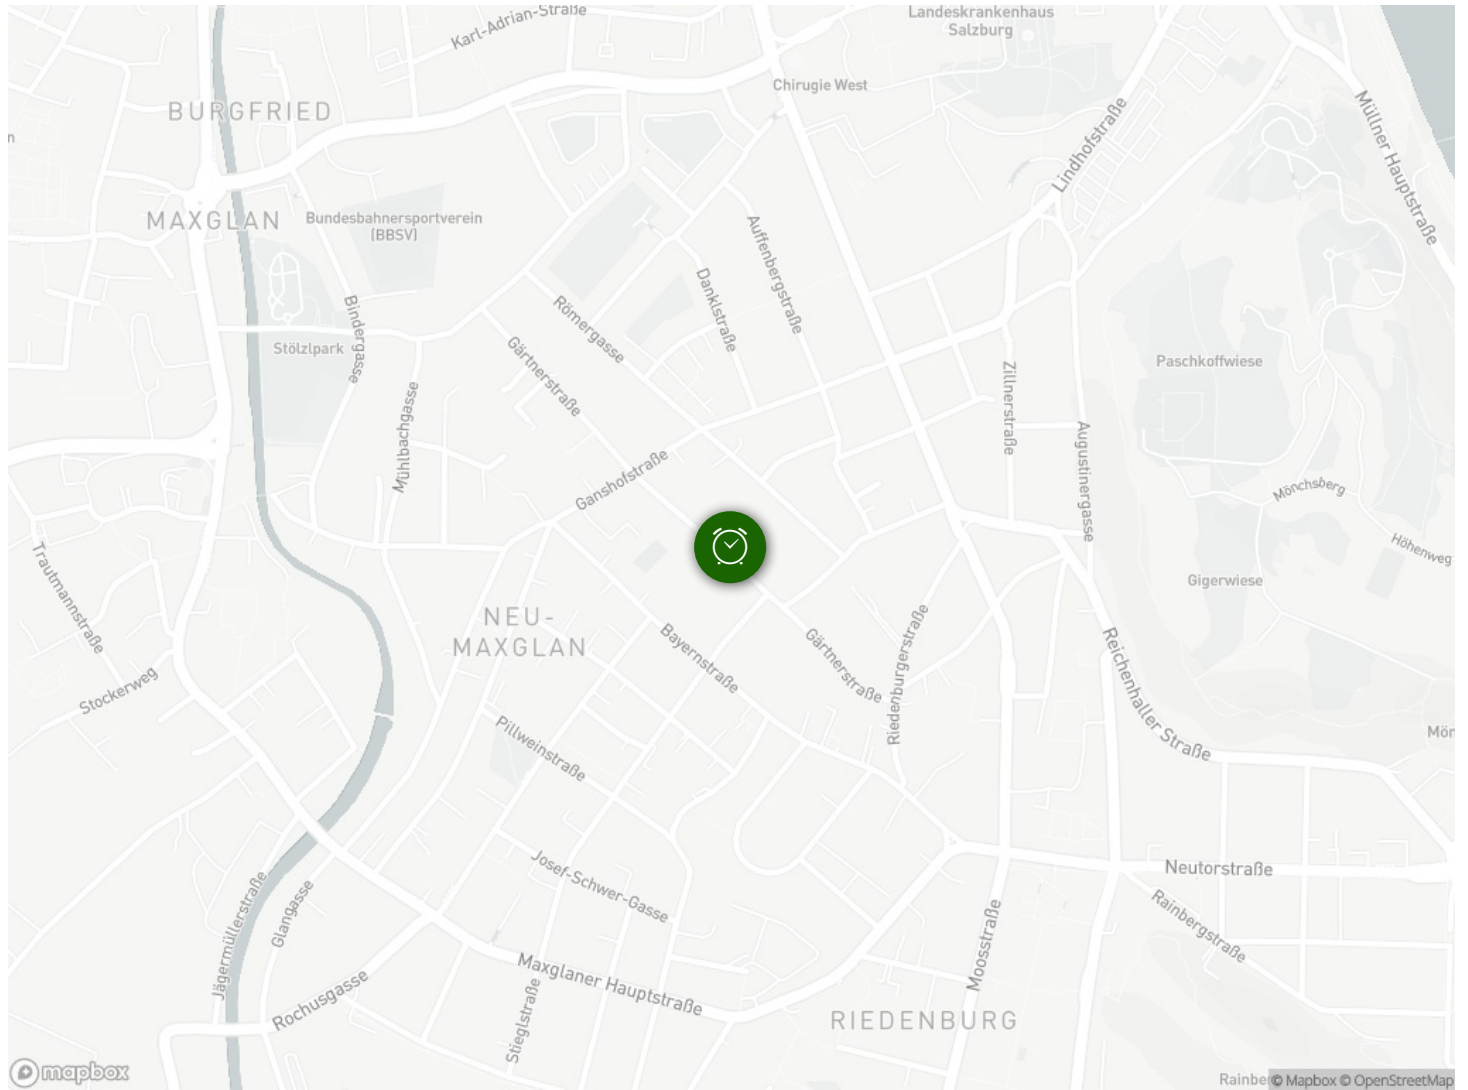 Karl-Adrian-Straße
Landeskrankenhaus
Salzburg
Chirugie West
BURGFRIED
Müllner Hauptstraße
Lindhofstraße
n
MAXGLAN
Bundesbahnersportverein
(BBSV)
Auffenbergstraße
Danklstraße
Bindergasse
Römergasse
Stölzlpark
Gärtnerstraße
Zillnerstraße
Paschkoffwiese
Mühlbachgasse
Augustinergasse
Ganshofstraße
Mönchsberg
Höhenweg
Trautmannstraße
Gigerwiese
NEU-
MAXGLAN
Bayernstraße
Gärtnerstraße
Riedenburgerstraße
Reichenhaller Straße
Stockerweg
Pillweinstraße
Mön
Josef-Schwer-Gasse
Neutorstraße
Jägermüllerstraße
Glangasse
Rainbergstraße
Moosstraße
Maxglaner Hauptstraße
Rochusgasse
Stieglstraße
RIEDENBURG
mapbox
Rainbe
© Mapbox © OpenStreetMap